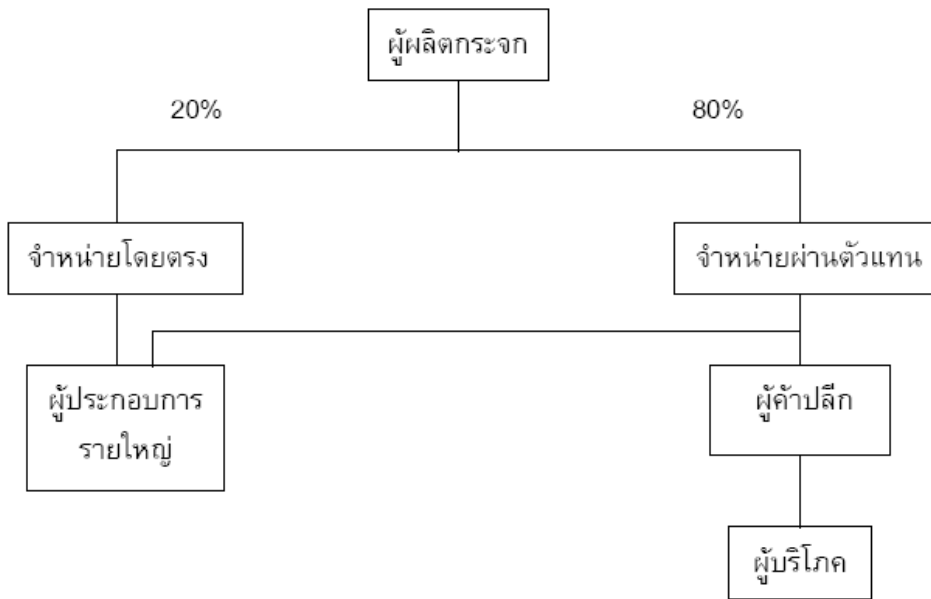 ผู้ผลิตกระจก
20%
80%
จำหน่ายโดยตรง
จำหน่ายผ่านตัวแทน
ผู้ประกอบการ
รายใหญ่
ผู้ค้าปลีก
ผู้บริโภค